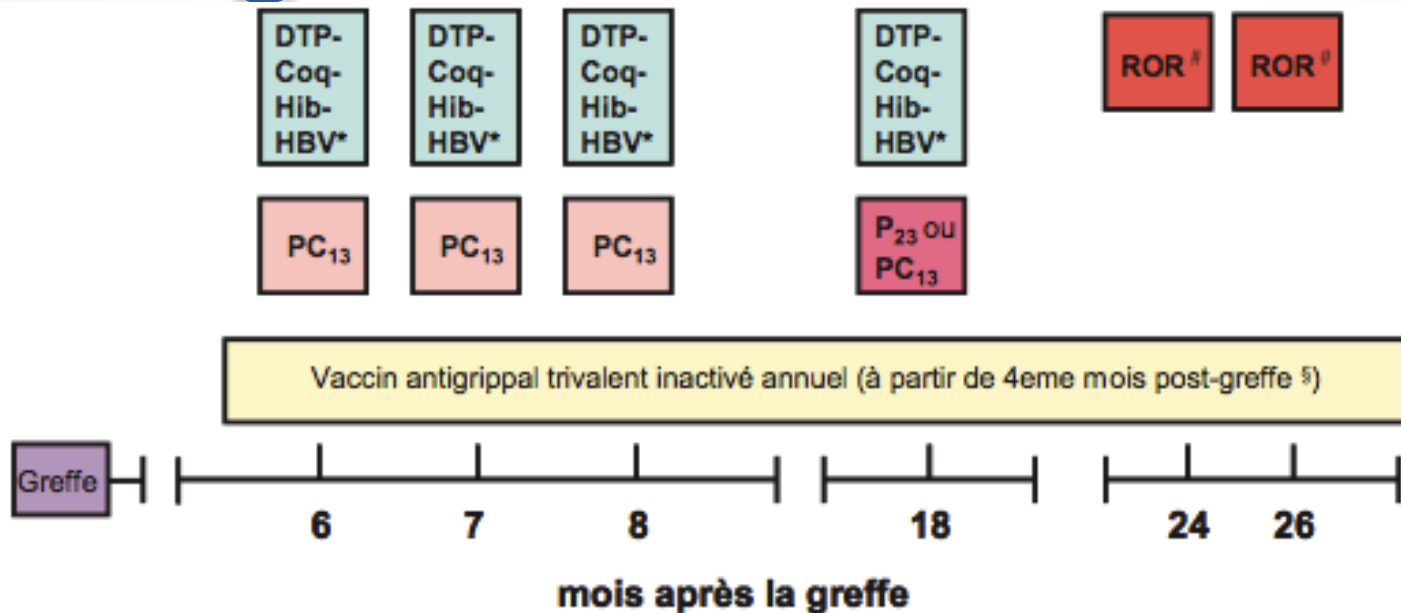 DTP-
Coq-
Hib-
HBV*
DTP-
Coq-
Hib-
HBV*
DTP-
Coq-
Hib-
HBV*
DTP-
Coq-
Hib-
HBV*
ROR #
ROR
PC13
PC13
PC13
P23 ou
PC13
Vaccin antigrippal trivalent inactivé annuel (à partir de 4eme mois post-greffe §)
Greffe
6
7
8
18
24
26
mois après la greffe